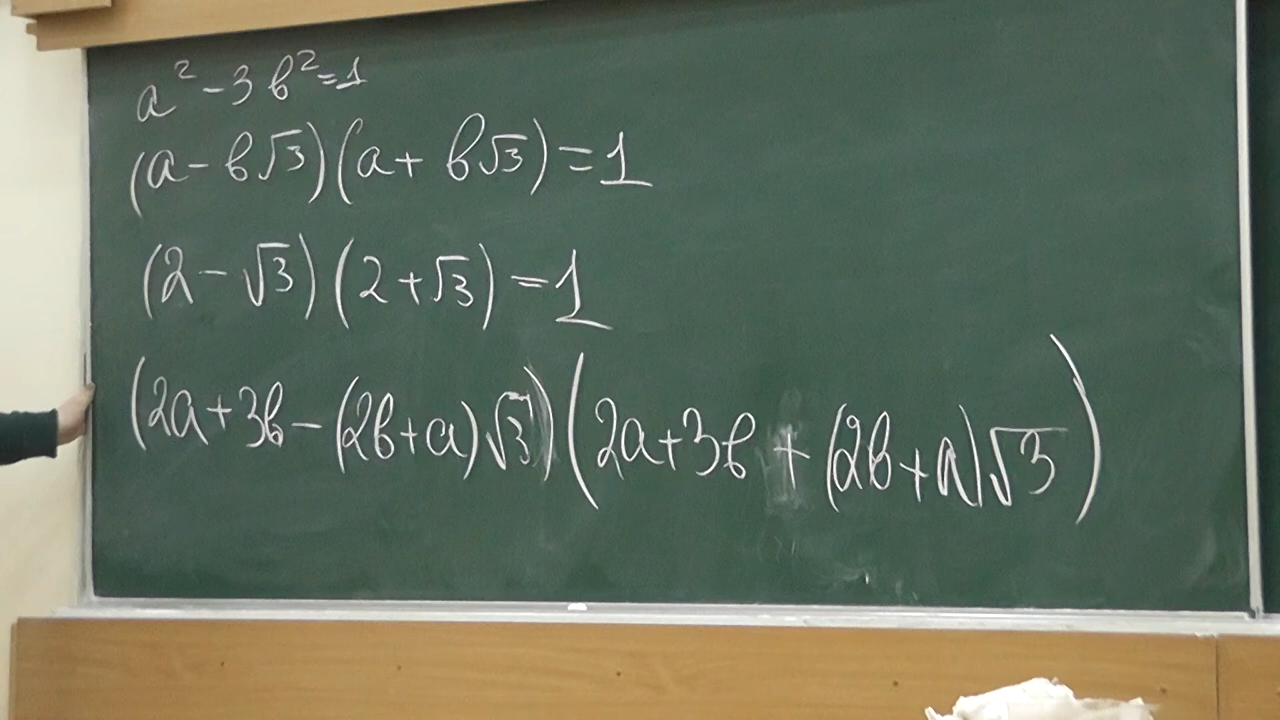 a² - 3b² = 1
(a - b√3)(a + b√3) = 1
(2 - √3)(2 + √3) = 1
(2a + 3b - (2b + a)√3)(2a + 3b + (2b + a)√3)